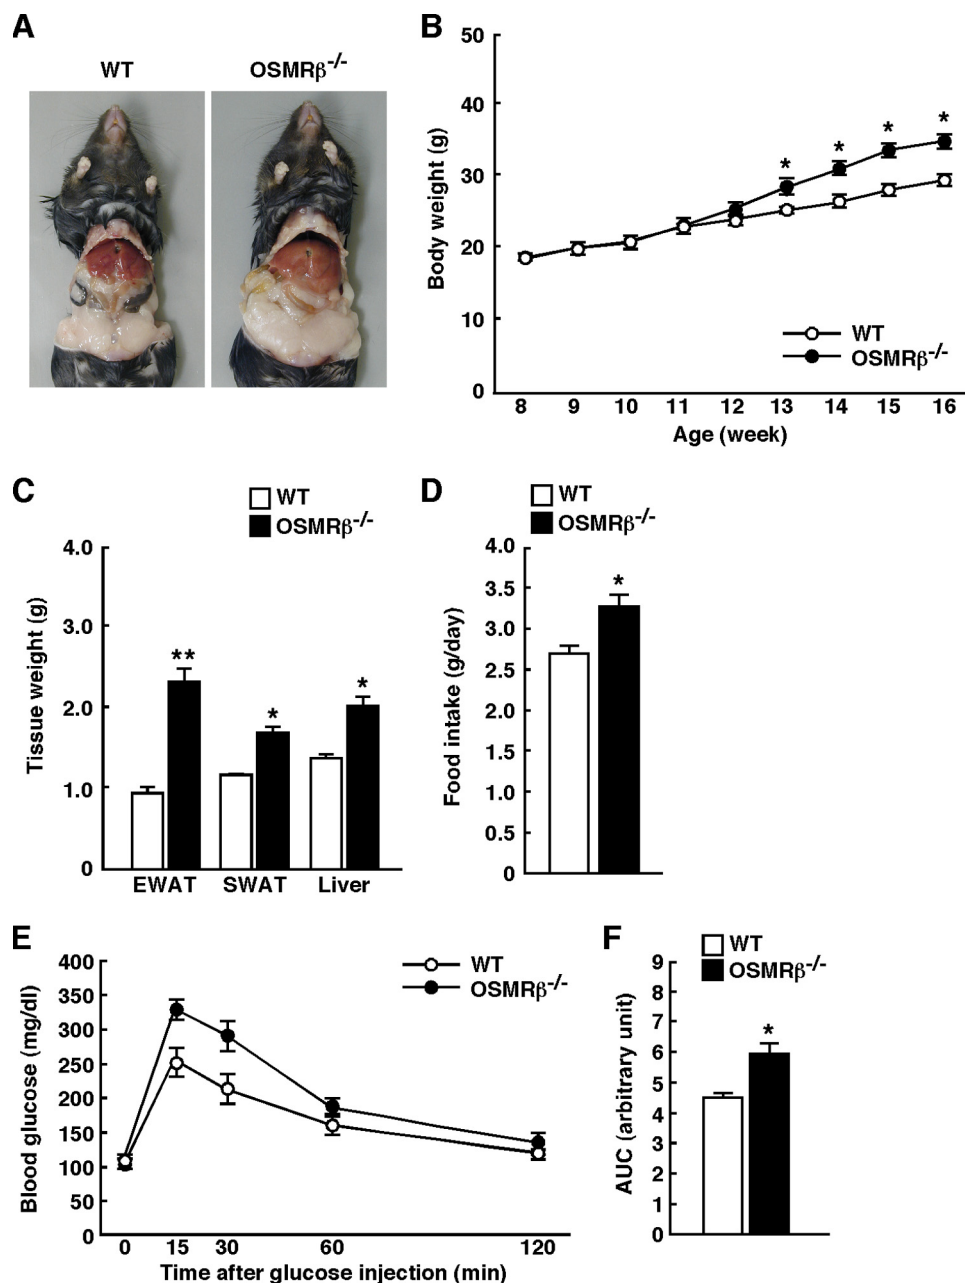 A
WT
OSMRβ-/-
B
Body weight (g)
50
40
30
20
10
0
* * * *
WT
OSMRβ-/-
8 9 10 11 12 13 14 15 16
Age (week)
C
WT
OSMRβ-/-
Tissue weight (g)
4.0
3.0
2.0
1.0
0
** * *
EWAT SWAT Liver
D
WT
OSMRβ-/-
Food intake (g/day)
4.0
3.5
3.0
2.5
2.0
1.5
1.0
0.5
0
*
E
WT
OSMRβ-/-
Blood glucose (mg/dl)
400
350
300
250
200
150
100
50
0
0 15 30 60 120
Time after glucose injection (min)
F
WT
OSMRβ-/-
AUC (arbitrary unit)
9
8
7
6
5
4
3
2
1
0
*